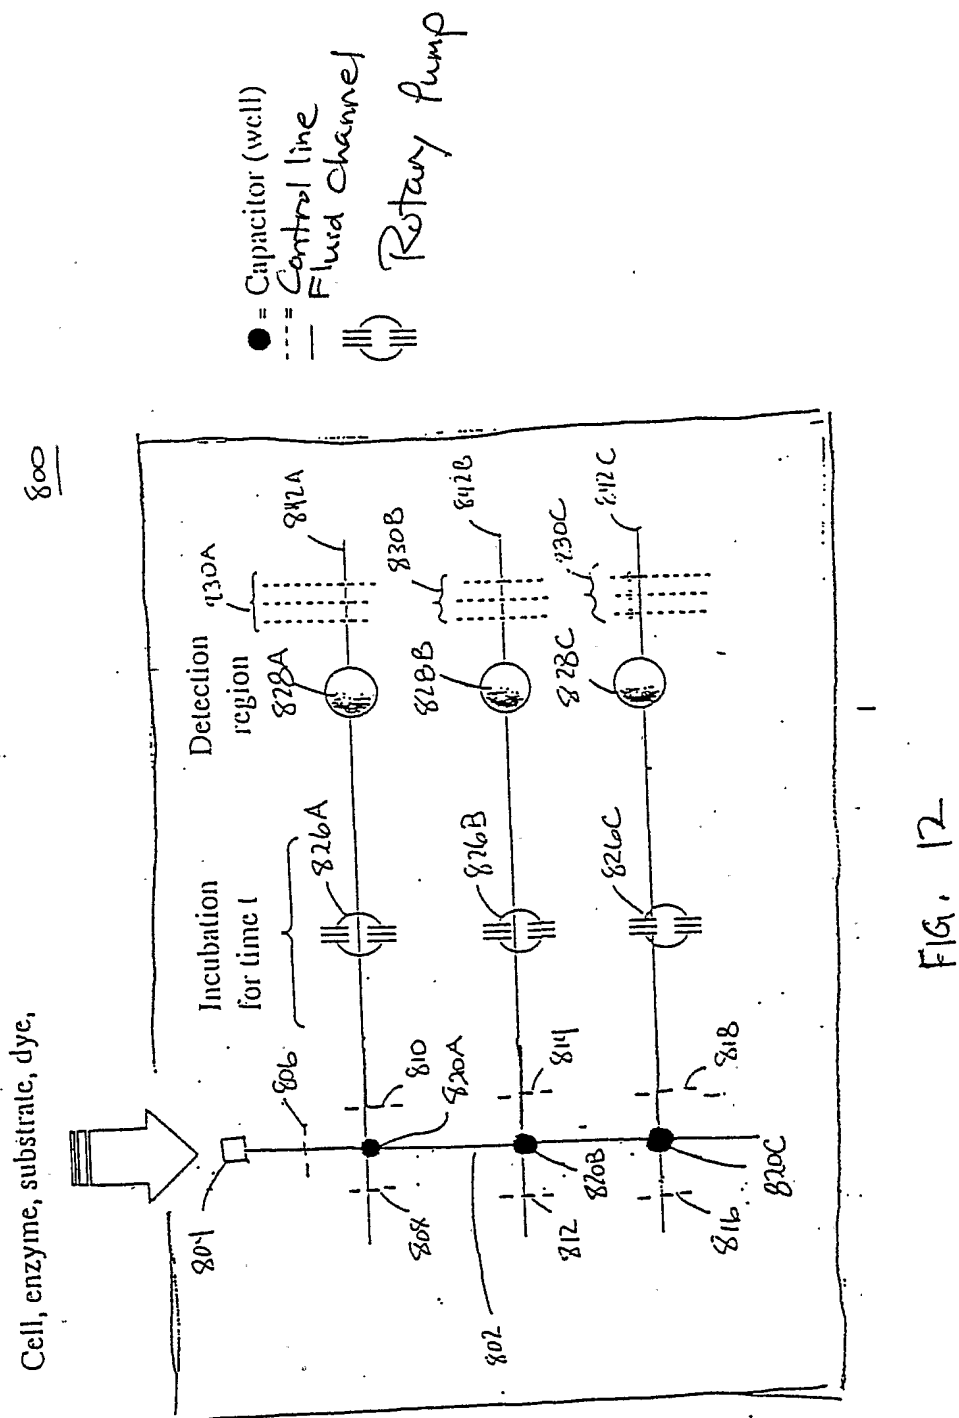 800
Cell, enzyme, substrate, dye,
= Capacitor (well)
= Control line
Fluid channel
Rotary Pump
Incubation
for time t
Detection
region
804
806
802
808
810
820A
826A
828A
230A
842A
812
814
820B
826B
828B
830B
842B
816
818
820C
826C
828C
230C
842C
FIG. 12